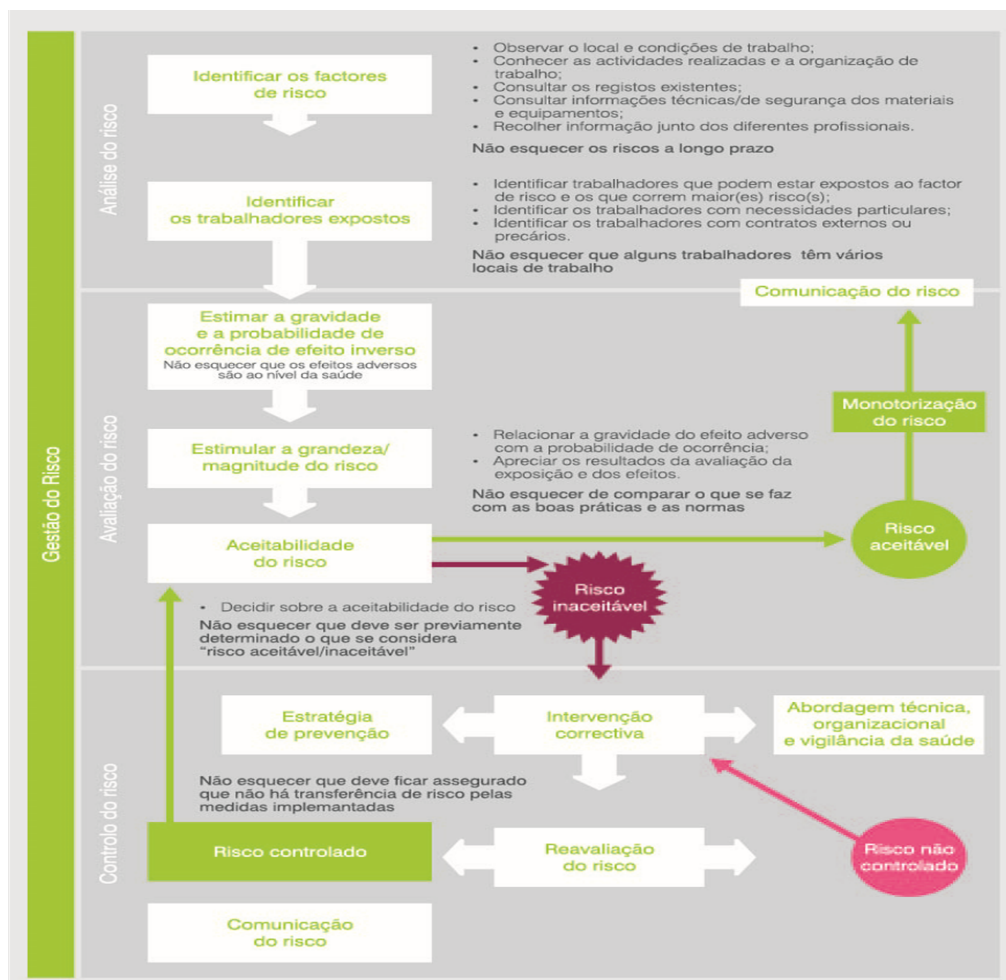 Gestão do Risco
Análise do risco
Identificar os factores
de risco
• Observar o local e condições de trabalho;
• Conhecer as actividades realizadas e a organização de
trabalho;
• Consultar os registos existentes;
• Consultar informações técnicas/de segurança dos materiais
e equipamentos;
• Recolher informação junto dos diferentes profissionais.
Não esquecer os riscos a longo prazo
Identificar
os trabalhadores expostos
• Identificar trabalhadores que podem estar expostos ao factor
de risco e os que correm maior(es) risco(s);
• Identificar os trabalhadores com necessidades particulares;
• Identificar os trabalhadores com contratos externos ou
precários.
Não esquecer que alguns trabalhadores têm vários
locais de trabalho
Comunicação do risco
Avaliação do risco
Estimar a gravidade
e a probabilidade de
ocorrência de efeito inverso
Não esquecer que os efeitos adversos
são ao nível da saúde
Monotorização
do risco
Estimular a grandeza/
magnitude do risco
• Relacionar a gravidade do efeito adverso
com a probabilidade de ocorrência;
• Apreciar os resultados da avaliação da
exposição e dos efeitos.
Não esquecer de comparar o que se faz
com as boas práticas e as normas
Risco
aceitável
Aceitabilidade
do risco
Risco
inaceitável
• Decidir sobre a aceitabilidade do risco
Não esquecer que deve ser previamente
determinado o que se considera
“risco aceitável/inaceitável”
Controlo do risco
Estratégia
de prevenção
Intervenção
correctiva
Abordagem técnica,
organizacional
e vigilância da saúde
Não esquecer que deve ficar assegurado
que não há transferência de risco pelas
medidas implemantadas
Risco controlado
Reavaliação
do risco
Risco não
controlado
Comunicação
do risco